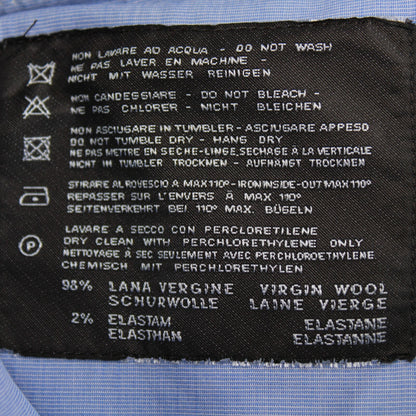 NON LAVARE AD ACQUA - DO NOT WASH
NE PAS LAVER EN MACHINE -
NICHT MIT WASSER REINIGEN
NON CANDEGGIARE - DO NOT BLEACH -
NE PAS CHLORER - NICHT BLEICHEN
NON ASCIUGARE IN TUMBLER - ASCIUGARE APPESO
DO NOT TUMBLE DRY - HANG DRY
NE PAS METTRE EN SÈCHE-LINGE, SECHAGE À LA VERTICALE
NICHT IN TUMBLER TROCKNEN - AUFHÄNGT TROCKNEN
STIRARE AL ROVESCIO À MAX 110° - IRON INSIDE-OUT MAX 110°
REPASSER SUR L'ENVERS À MAX 110°
SEITENVERKEHRT BEI 110° MAX. BÜGELN
P
LAVARE A SECCO CON PERCLORETILENE
DRY CLEAN WITH PERCHLORETHYLENE ONLY
NETTOYAGE À SEC SEULEMENT AVEC PERCHLOROETHYLENE
CHEMISCH MIT PERCHLORETHYLEN
98% LANA VERGINE VIRGIN WOOL
SCHURWOLLE LAINE VIERGE
2% ELASTAM ELASTANE
ELASTHAN ELASTANNE